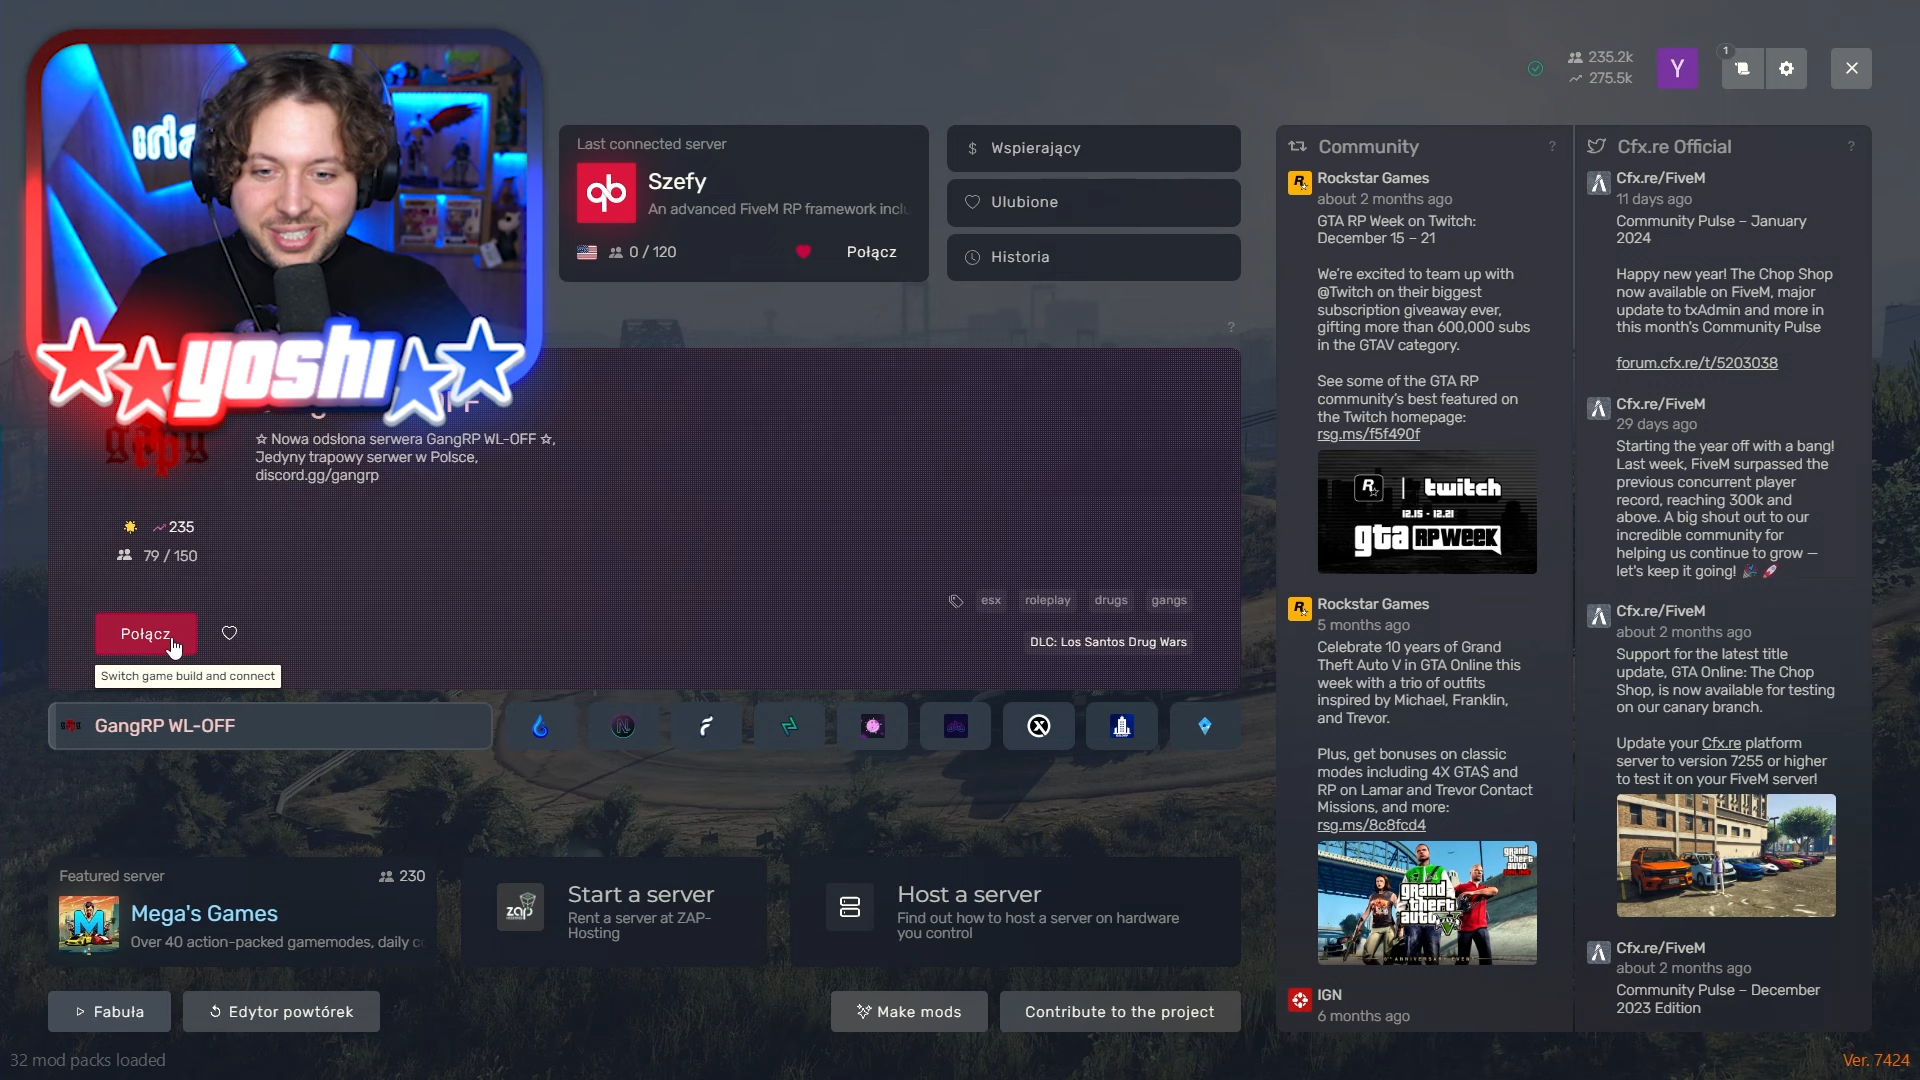 yoshi
235.2k
275.5k
Y
1
Last connected server
qb
Szefy
An advanced FiveM RP framework inclu
0 / 120
Połącz
Wspierający
Ulubione
Historia
?
☆ Nowa odsłona serwera GangRP WL-OFF ☆,
Jedyny trapowy serwer w Polsce,
discord.gg/gangrp
235
79 / 150
esx
roleplay
drugs
gangs
Połącz
DLC: Los Santos Drug Wars
Switch game build and connect
GangRP WL-OFF
Featured server
230
Mega's Games
Over 40 action-packed gamemodes, daily c
zap
Start a server
Rent a server at ZAP-
Hosting
Host a server
Find out how to host a server on hardware
you control
Fabuła
Edytor powtórek
Make mods
Contribute to the project
32 mod packs loaded
Community
?
Rockstar Games
about 2 months ago
GTA RP Week on Twitch:
December 15 – 21
We're excited to team up with
@Twitch on their biggest
subscription giveaway ever,
gifting more than 600,000 subs
in the GTAV category.
See some of the GTA RP
community's best featured on
the Twitch homepage:
rsg.ms/f5f490f
twitch
12.15 - 12.21
gta RP WEEK
Rockstar Games
5 months ago
Celebrate 10 years of Grand
Theft Auto V in GTA Online this
week with a trio of outfits
inspired by Michael, Franklin,
and Trevor.
Plus, get bonuses on classic
modes including 4X GTA$ and
RP on Lamar and Trevor Contact
Missions, and more:
rsg.ms/8c8fcd4
grand
theft
auto
V
IGN
6 months ago
Cfx.re Official
?
Cfx.re/FiveM
11 days ago
Community Pulse – January
2024
Happy new year! The Chop Shop
now available on FiveM, major
update to txAdmin and more in
this month's Community Pulse
forum.cfx.re/t/5203038
Cfx.re/FiveM
29 days ago
Starting the year off with a bang!
Last week, FiveM surpassed the
previous concurrent player
record, reaching 300k and
above. A big shout out to our
incredible community for
helping us continue to grow —
let's keep it going! 🎉 🚀
Cfx.re/FiveM
about 2 months ago
Support for the latest title
update, GTA Online: The Chop
Shop, is now available for testing
on our canary branch.
Update your Cfx.re platform
server to version 7255 or higher
to test it on your FiveM server!
Cfx.re/FiveM
about 2 months ago
Community Pulse – December
2023 Edition
Ver. 7424